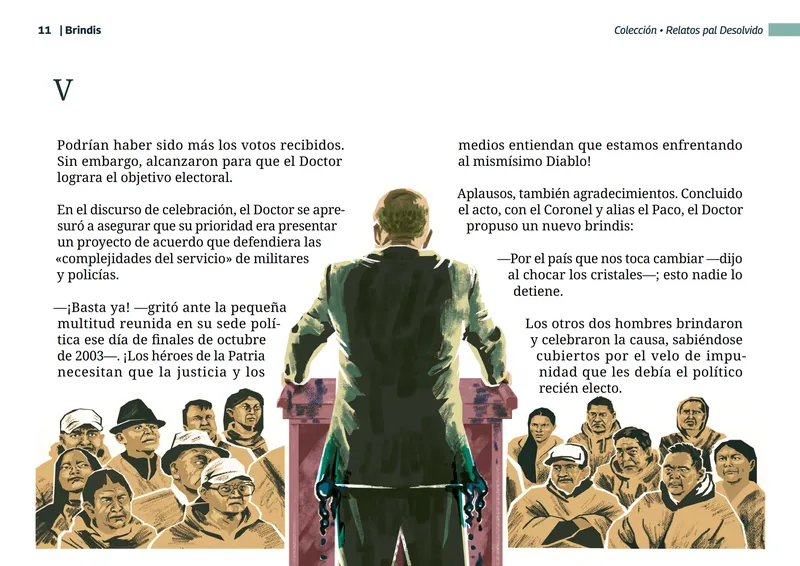 11 | Brindis
Colección • Relatos pal Desolvido
V
Podrían haber sido más los votos recibidos.
Sin embargo, alcanzaron para que el Doctor
lograra el objetivo electoral.
En el discurso de celebración, el Doctor se apre-
suró a asegurar que su prioridad era presentar
un proyecto de acuerdo que defendiera las
«complejidades del servicio» de militares
y policías.
—¡Basta ya! —gritó ante la pequeña
multitud reunida en su sede polí-
tica ese día de finales de octubre
de 2003—. ¡Los héroes de la Patria
necesitan que la justicia y los
medios entiendan que estamos enfrentando
al mismísimo Diablo!
Aplausos, también agradecimientos. Concluido
el acto, con el Coronel y alias el Paco, el Doctor
propuso un nuevo brindis:
—Por el país que nos toca cambiar —dijo
al chocar los cristales—; esto nadie lo
detiene.
Los otros dos hombres brindaron
y celebraron la causa, sabiéndose
cubiertos por el velo de impu-
nidad que les debía el político
recién electo.